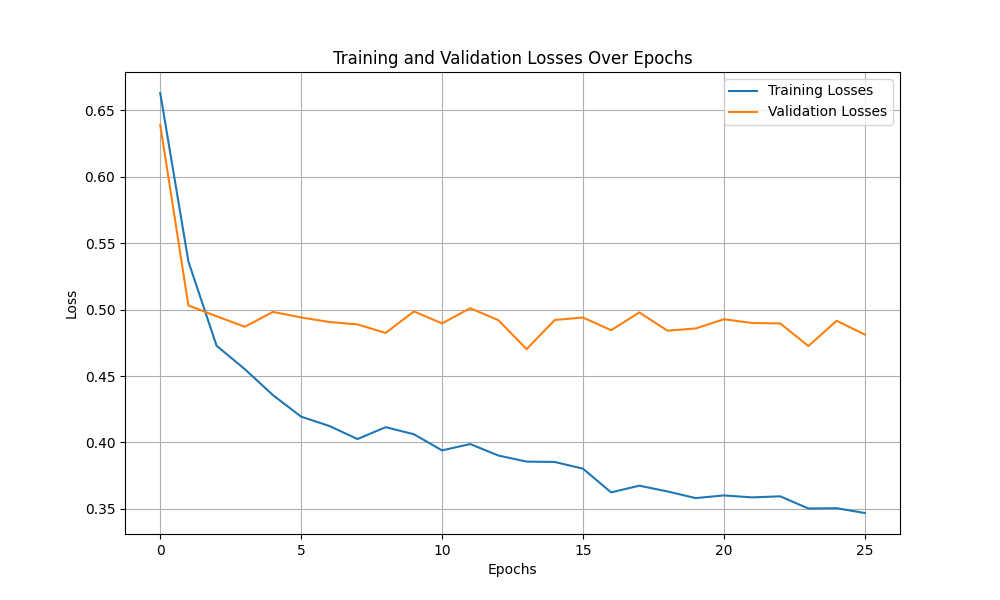 Training and Validation Losses Over Epochs
Training Losses
Validation Losses
0.65
0.60
0.55
0.50
0.45
0.40
0.35
Loss
0 5 10 15 20 25
Epochs